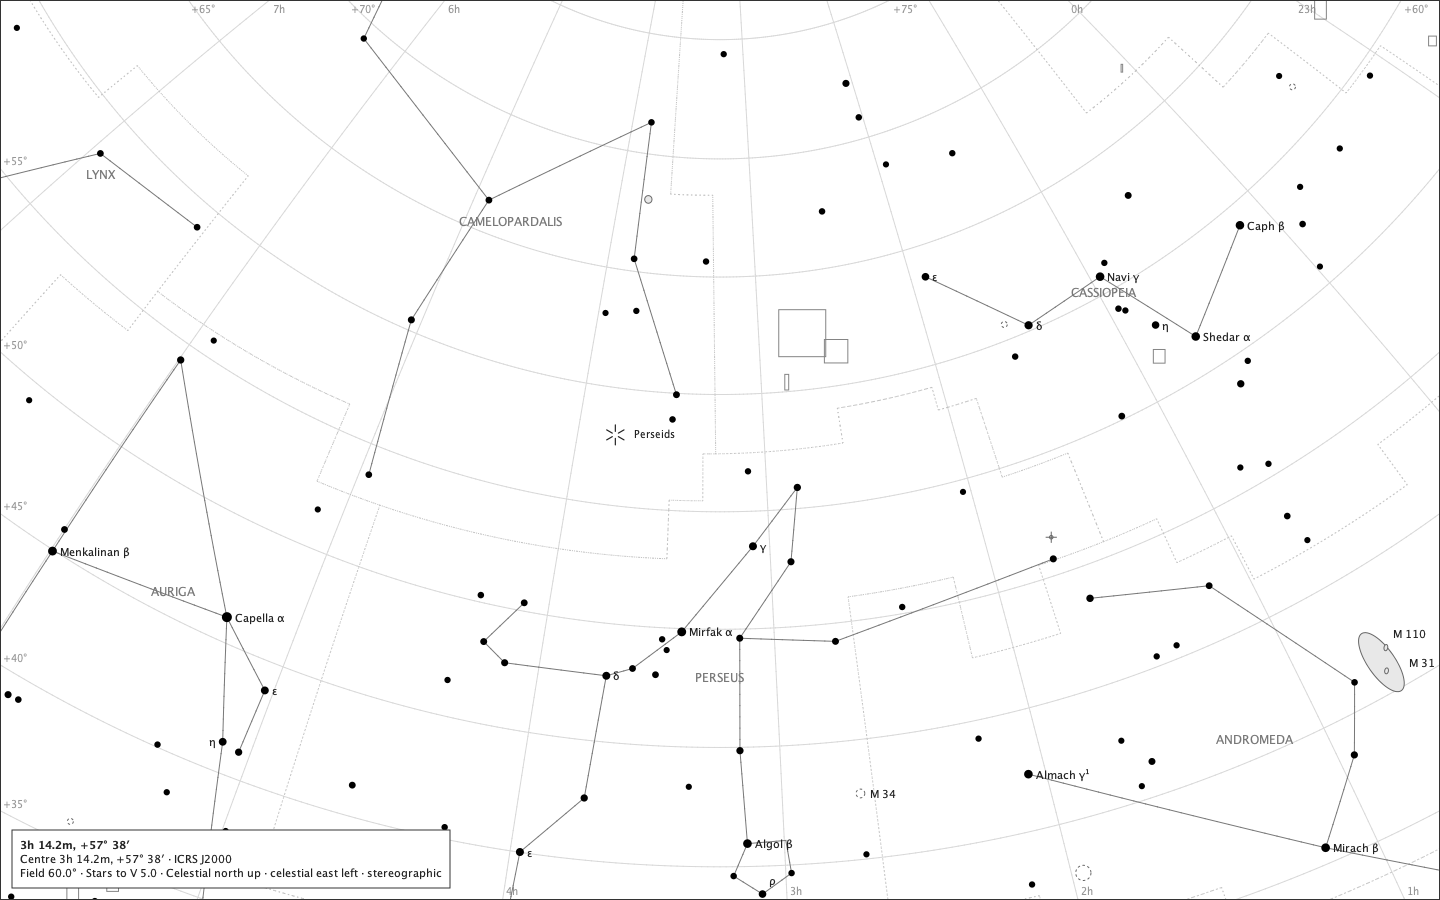 +65°
7h
+70°
6h
+75°
0h
23h
+60°
+55°
LYNX
CAMELOPARDALIS
Caph β
ε
Navi γ
CASSIOPEIA
δ
η
Shedar α
+50°
Perseids
+45°
γ
Menkalinan β
AURIGA
Capella α
Mirfak α
M 110
M 31
+40°
δ
PERSEUS
ε
η
ANDROMEDA
Almach γ¹
M 34
+35°
Algol β
Mirach β
ε
ρ
3h 14.2m, +57° 38′
Centre 3h 14.2m, +57° 38′ · ICRS J2000
Field 60.0° · Stars to V 5.0 · Celestial north up · celestial east left · stereographic
4h
3h
2h
1h